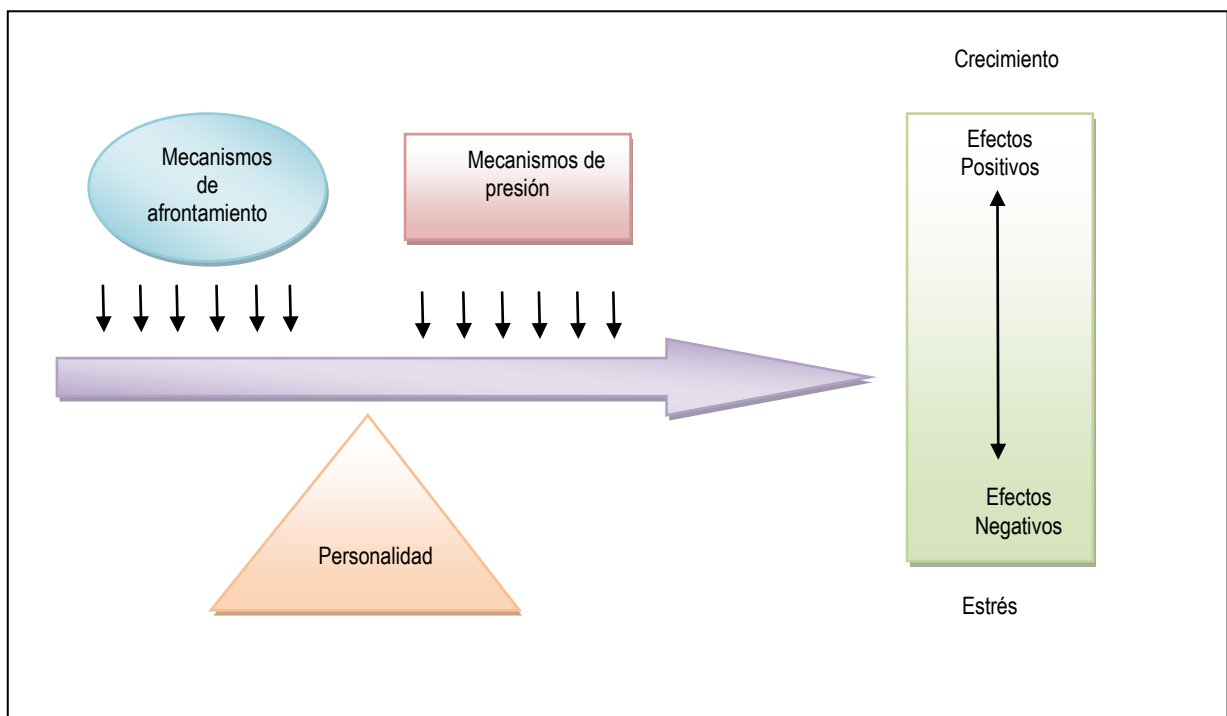 Crecimiento
Mecanismos
de
afrontamiento
Mecanismos de
presión
Efectos
Positivos
Efectos
Negativos
Personalidad
Estrés